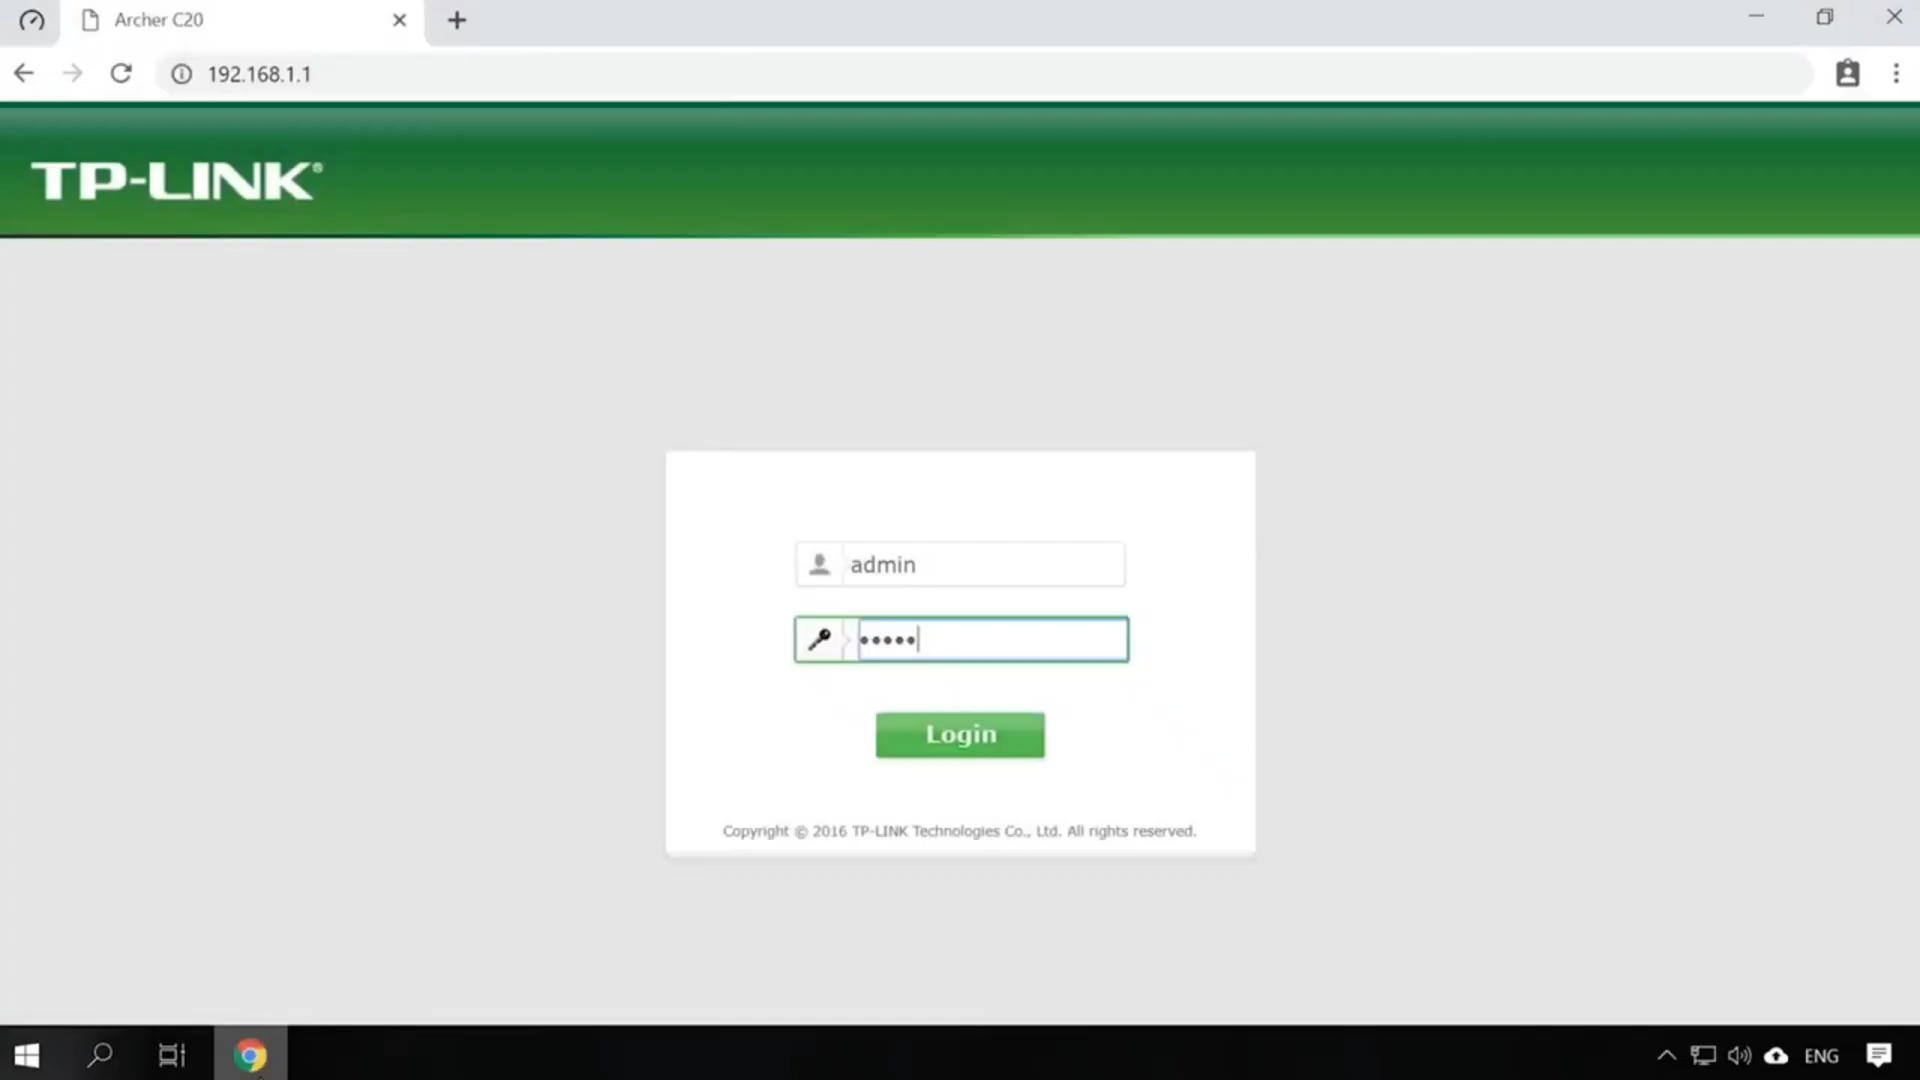 Archer C20
192.168.1.1
TP-LINK®
admin
•••••
Login
Copyright © 2016 TP-LINK Technologies Co., Ltd. All rights reserved.
ENG